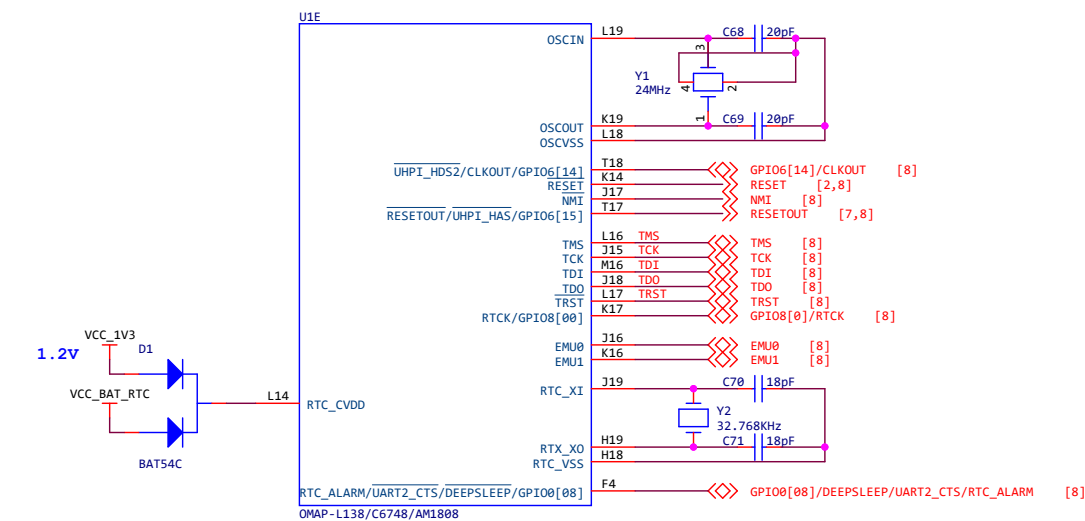 U1E
OSCIN L19 C68 20pF
3
Y1
24MHz 4 2
1
OSCOUT K19 C69 20pF
OSCVSS L18
UHPI_HDS2/CLKOUT/GPIO6[14] T18 GPIO6[14]/CLKOUT [8]
RESET K14 RESET [2,8]
NMI J17 NMI [8]
RESETOUT/UHPI_HAS/GPIO6[15] T17 RESETOUT [7,8]
TMS L16 TMS TMS [8]
TCK J15 TCK TCK [8]
TDI M16 TDI TDI [8]
TDO J18 TDO TDO [8]
TRST L17 TRST TRST [8]
RTCK/GPIO8[00] K17 GPIO8[0]/RTCK [8]
EMU0 J16 EMU0 [8]
EMU1 K16 EMU1 [8]
VCC_1V3
1.2V D1
VCC_BAT_RTC
L14 RTC_CVDD
BAT54C
RTC_XI J19 C70 18pF
Y2
32.768KHz
RTX_XO H19 C71 18pF
RTC_VSS H18
RTC_ALARM/UART2_CTS/DEEPSLEEP/GPIO0[08] F4 GPIO0[08]/DEEPSLEEP/UART2_CTS/RTC_ALARM [8]
OMAP-L138/C6748/AM1808